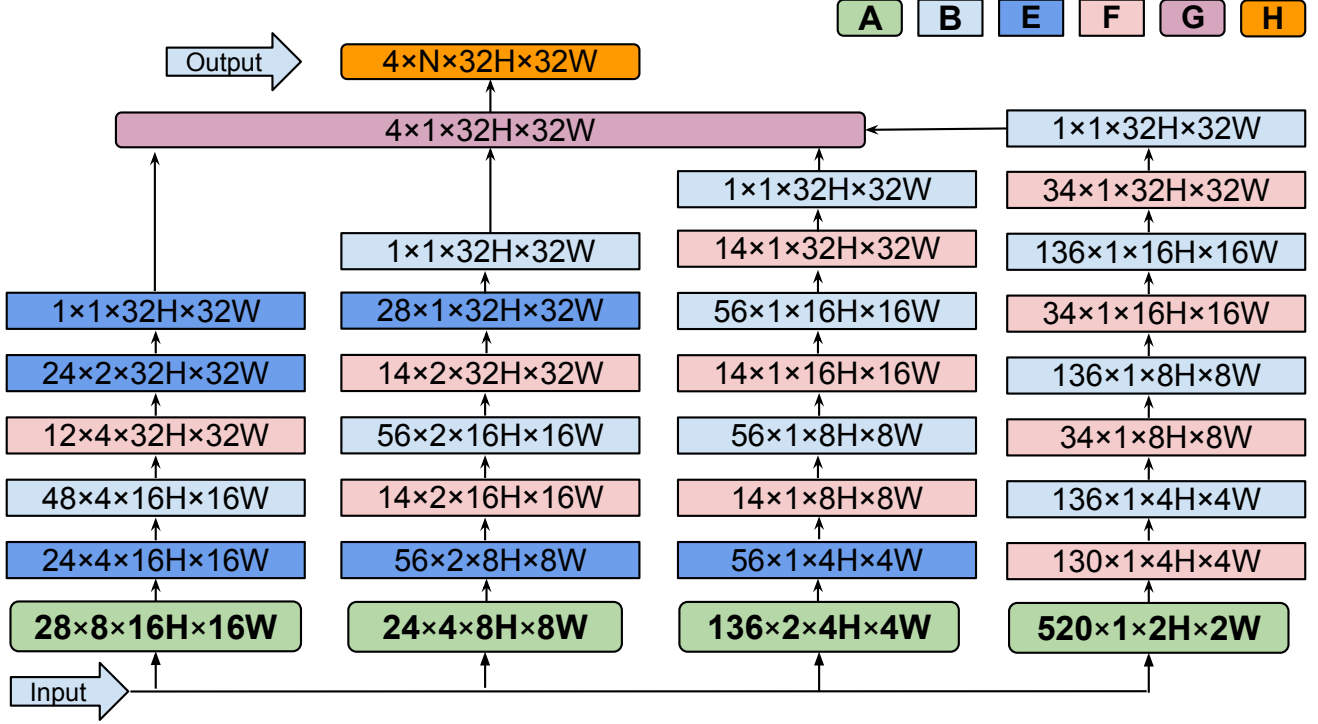 A B E F G H
Output
4×N×32H×32W
4×1×32H×32W
1×1×32H×32W
24×2×32H×32W
12×4×32H×32W
48×4×16H×16W
24×4×16H×16W
28×8×16H×16W
1×1×32H×32W
28×1×32H×32W
14×2×32H×32W
56×2×16H×16W
14×2×16H×16W
56×2×8H×8W
24×4×8H×8W
1×1×32H×32W
14×1×32H×32W
56×1×16H×16W
14×1×16H×16W
56×1×8H×8W
14×1×8H×8W
56×1×4H×4W
136×2×4H×4W
1×1×32H×32W
34×1×32H×32W
136×1×16H×16W
34×1×16H×16W
136×1×8H×8W
34×1×8H×8W
136×1×4H×4W
130×1×4H×4W
520×1×2H×2W
Input